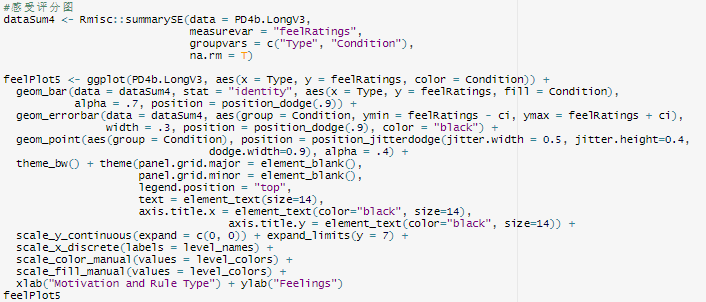 #感受评分图
dataSum4 <- Rmisc::summarySE(data = PD4b.LongV3,
measurevar = "feelRatings",
groupvars = c("Type", "Condition"),
na.rm = T)
feelPlot5 <- ggplot(PD4b.LongV3, aes(x = Type, y = feelRatings, color = Condition)) +
geom_bar(data = dataSum4, stat = "identity", aes(x = Type, y = feelRatings, fill = Condition),
alpha = .7, position = position_dodge(.9)) +
geom_errorbar(data = dataSum4, aes(group = Condition, ymin = feelRatings - ci, ymax = feelRatings + ci),
width = .3, position = position_dodge(.9), color = "black") +
geom_point(aes(group = Condition), position = position_jitterdodge(jitter.width = 0.5, jitter.height=0.4,
dodge.width=0.9), alpha = .4) +
theme_bw() + theme(panel.grid.major = element_blank(),
panel.grid.minor = element_blank(),
legend.position = "top",
text = element_text(size=14),
axis.title.x = element_text(color="black", size=14),
axis.title.y = element_text(color="black", size=14)) +
scale_y_continuous(expand = c(0, 0)) + expand_limits(y = 7) +
scale_x_discrete(labels = level_names) +
scale_color_manual(values = level_colors) +
scale_fill_manual(values = level_colors) +
xlab("Motivation and Rule Type") + ylab("Feelings")
feelPlot5